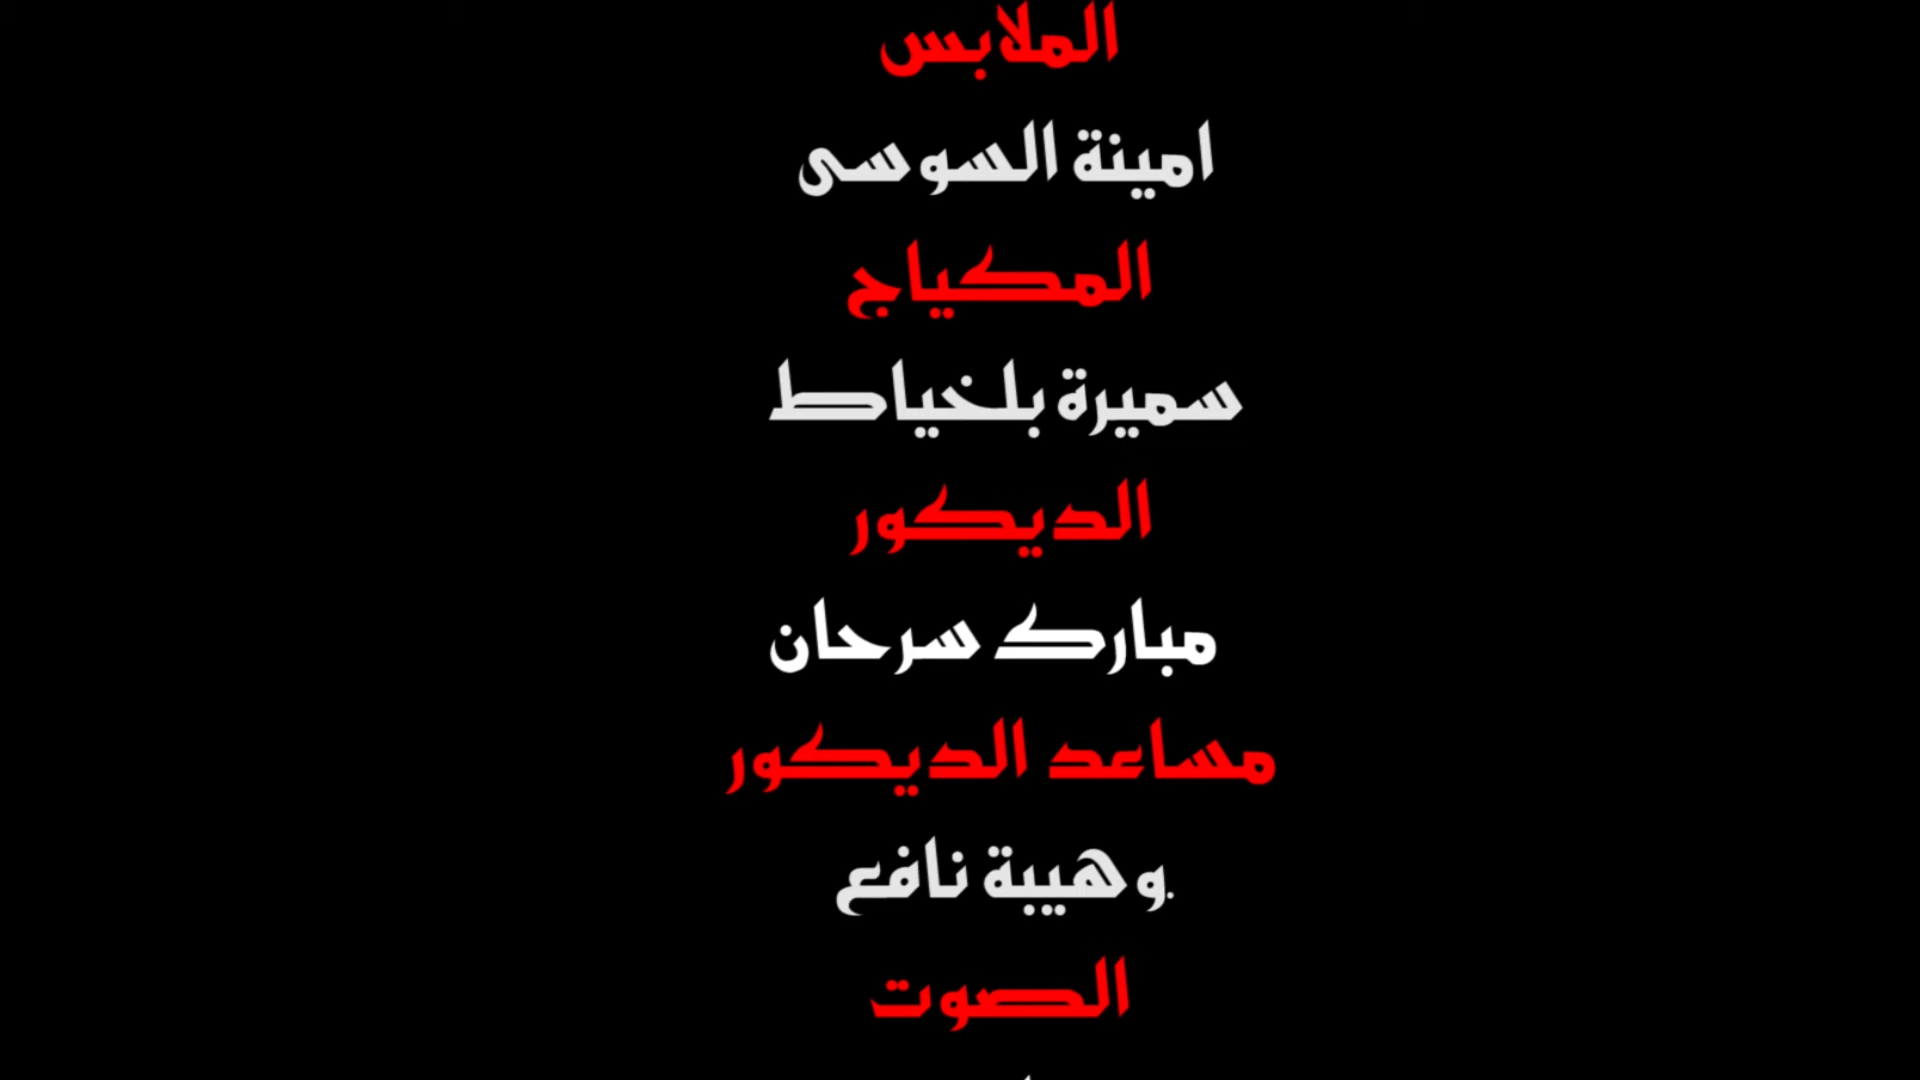 الملابس
امينة السوسى
المكياج
سميرة بلخياط
الديكور
مبارك سرحان
مساعد الديكور
.وهيبة نافع
الصوت